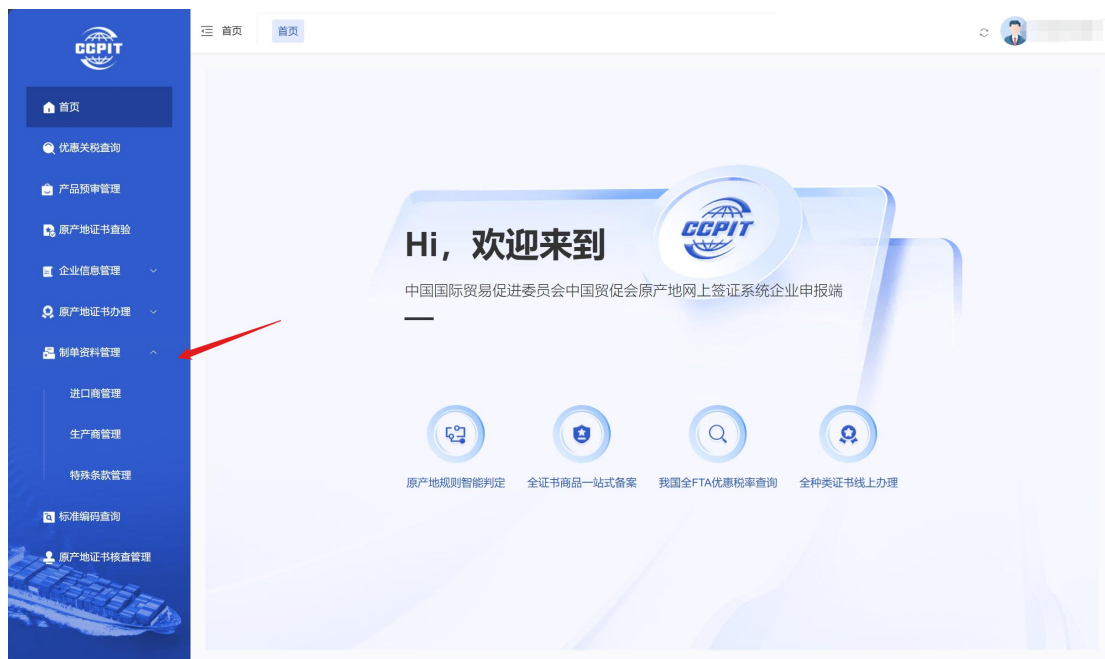 CCPIT
首页
首页
首页
优惠关税查询
产品预审管理
原产地证书查验
企业信息管理
原产地证书办理
制单资料管理
进口商管理
生产商管理
特殊条款管理
标准编码查询
原产地证书核查管理
CCPIT
Hi，欢迎来到
中国国际贸易促进委员会中国贸促会原产地网上签证系统企业申报端
原产地规则智能判定
全证书商品一站式备案
我国全FTA优惠税率查询
全种类证书线上办理